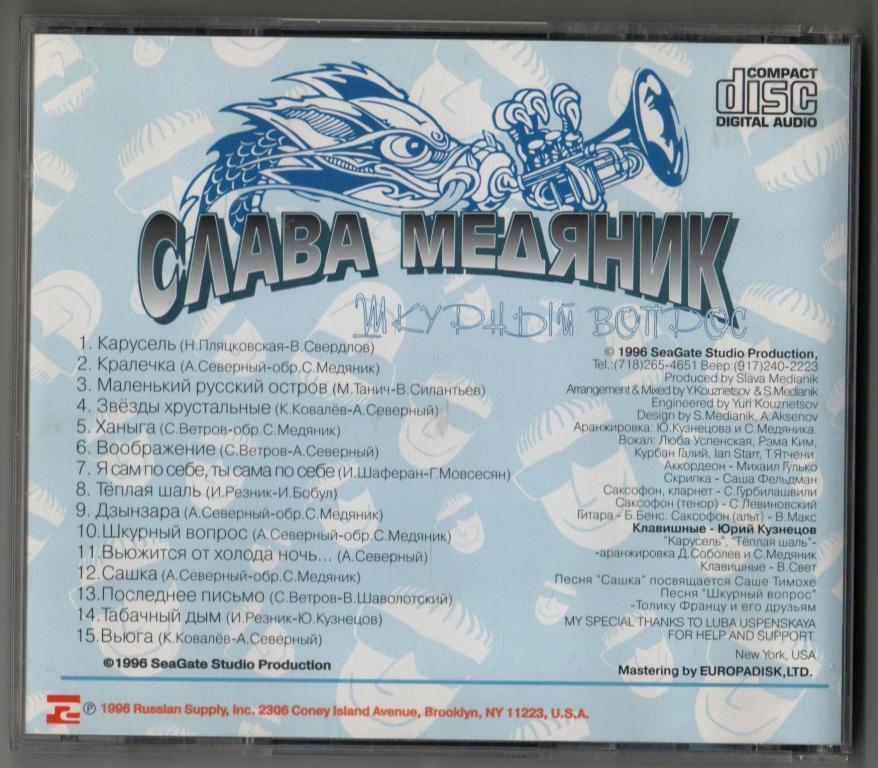 COMPACT
disc
DIGITAL AUDIO
СЛАВА МЕДЯНИК
ШКУРНЫЙ ВОПРОС
1. Карусель (Н.Пляцковская-В.Свердлов)
2. Кралечка (А.Северный-обр.С.Медяник)
3. Маленький русский остров (М.Танич-В.Силантьев)
4. Звёзды хрустальные (К.Ковалёв-А.Северный)
5. Ханыга (С.Ветров-обр.С.Медяник)
6. Воображение (С.Ветров-А.Северный)
7. Я сам по себе, ты сама по себе (И.Шаферан-Г.Мовсесян)
8. Тёплая шаль (И.Резник-И.Бобул)
9. Дзынзара (А.Северный-обр.С.Медяник)
10.Шкурный вопрос (А.Северный-обр.С.Медяник)
11.Вьюжится от холода ночь... (А.Северный)
12.Сашка (А.Северный-обр.С.Медяник)
13.Последнее письмо (С.Ветров-В.Шаволотский)
14.Табачный дым (И.Резник-Ю.Кузнецов)
15.Вьюга (К.Ковалёв-А.Северный)
©1996 SeaGate Studio Production
© 1996 SeaGate Studio Production,
Tel.:(718)265-4651 Beep:(917)240-2223
Produced by Slava Medianik
Arrangement & Mixed by Y.Kouznetsov & S.Medianik
Engineered by Yuri Kouznetsov
Design by S.Medianik, A.Aksenov
Аранжировка: Ю.Кузнецова и С.Медяника.
Вокал: Люба Успенская, Рэма Ким,
Курбан Галий, Ian Starr, Т.Ятчени.
Аккордеон - Михаил Гулько
Скрипка - Саша Фельдман
Саксофон, кларнет - С.Гурбилашвили
Саксофон (тенор) - С.Левиновский
Гитара - Б.Бенс. Саксофон (альт) - В.Макс
Клавишные - Юрий Кузнецов
"Карусель", "Тёплая шаль"-
-аранжировка Д.Соболев и С.Медяник
Клавишные - В.Свет
Песня "Сашка" посвящается Саше Тимохе
Песня "Шкурный вопрос"
-Толику Францу и его друзьям
MY SPECIAL THANKS TO LUBA USPENSKAYA
FOR HELP AND SUPPORT.
New York, USA
Mastering by EUROPADISK,LTD.
℗ 1996 Russian Supply, Inc. 2306 Coney Island Avenue, Brooklyn, NY 11223, U.S.A.